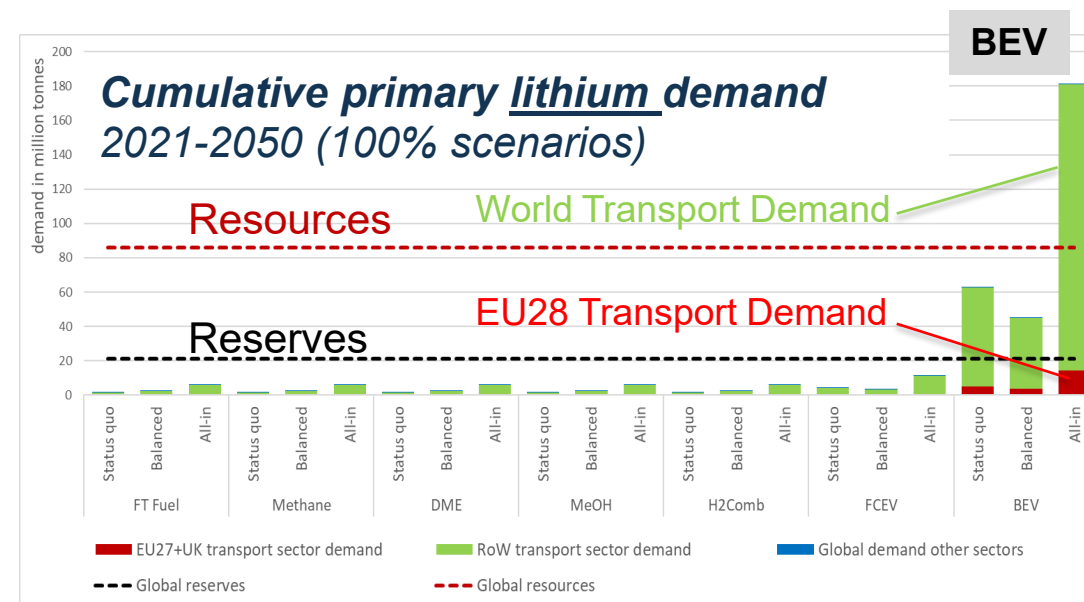 BEV
Cumulative primary lithium demand
2021-2050 (100% scenarios)
demand in million tonnes
200
180
160
140
120
100
80
60
40
20
0
Resources
World Transport Demand
EU28 Transport Demand
Reserves
Status quo
Balanced
All-in
Status quo
Balanced
All-in
Status quo
Balanced
All-in
Status quo
Balanced
All-in
Status quo
Balanced
All-in
Status quo
Balanced
All-in
Status quo
Balanced
All-in
FT Fuel
Methane
DME
MeOH
H2Comb
FCEV
BEV
EU27+UK transport sector demand
RoW transport sector demand
Global demand other sectors
Global reserves
Global resources